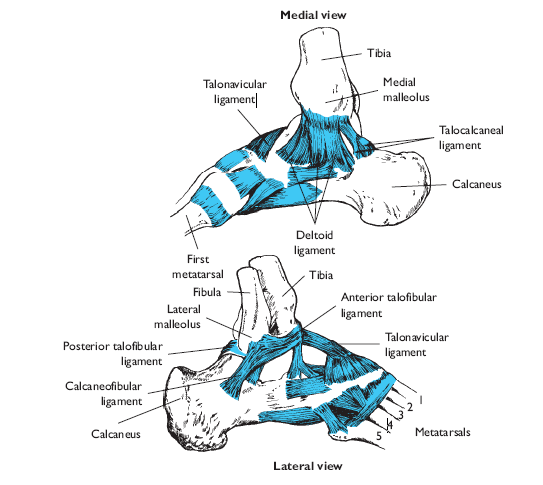 Medial view
Tibia
Talonavicular
ligament
Medial
malleolus
Talocalcaneal
ligament
Calcaneus
Deltoid
ligament
First
metatarsal
Tibia
Fibula
Lateral
malleolus
Anterior talofibular
ligament
Posterior talofibular
ligament
Talonavicular
ligament
Calcaneofibular
ligament
Calcaneus
1
2
3
4
5
Metatarsals
Lateral view